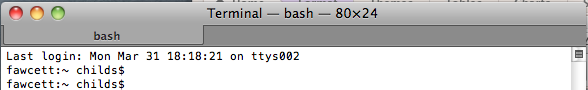 Terminal — bash — 80×24
bash
Last login: Mon Mar 31 18:18:21 on ttys002
fawcett:~ childs$
fawcett:~ childs$